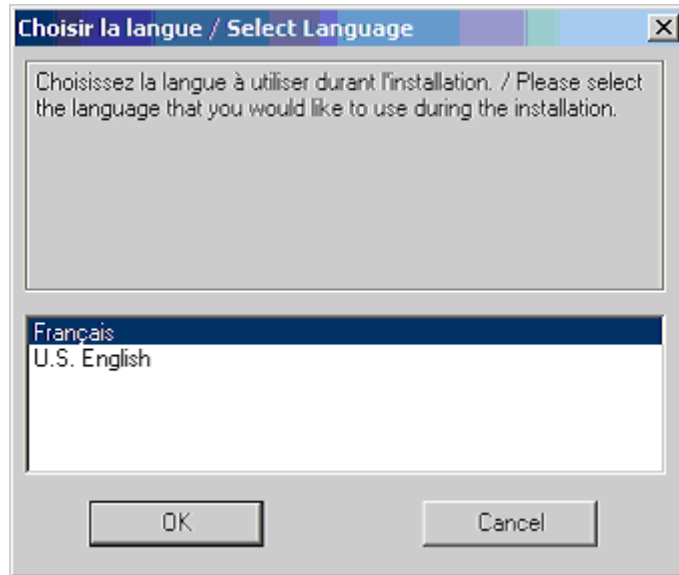 Choisir la langue / Select Language
Choisissez la langue à utiliser durant l'installation. / Please select
the language that you would like to use during the installation.
Français
U.S. English
OK
Cancel